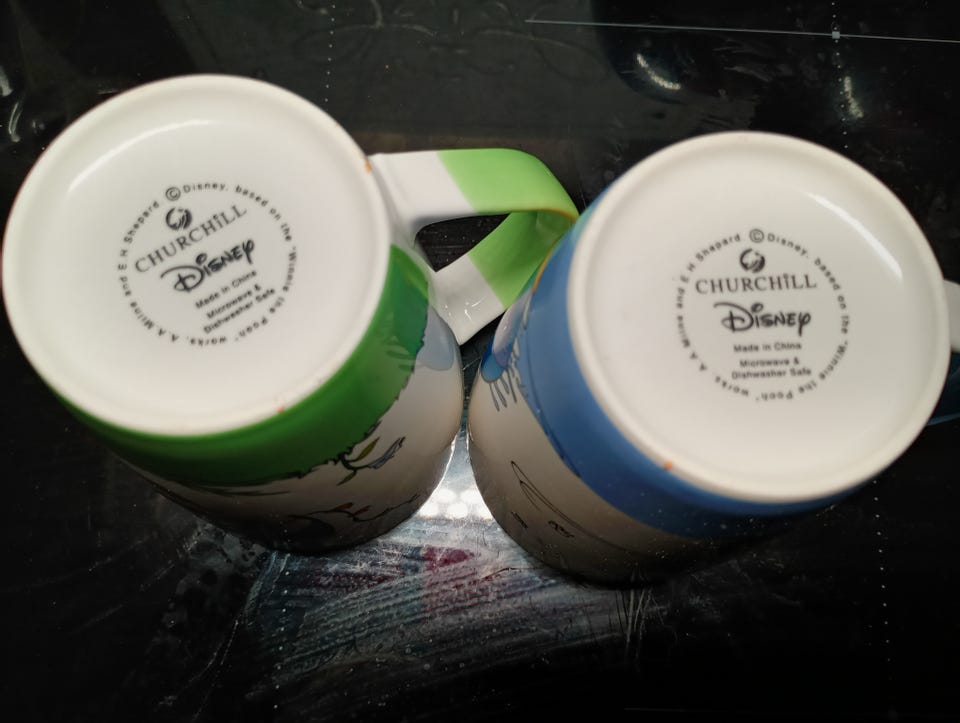 © Disney. based on the "Winnie the Pooh" works. A.A Milne and E.H Shepard
CHURCHILL
Disney
Made in China
Microwave &
Dishwasher Safe
© Disney. based on the "Winnie the Pooh" works. A.A Milne and E.H Shepard
CHURCHILL
Disney
Made in China
Microwave &
Dishwasher Safe